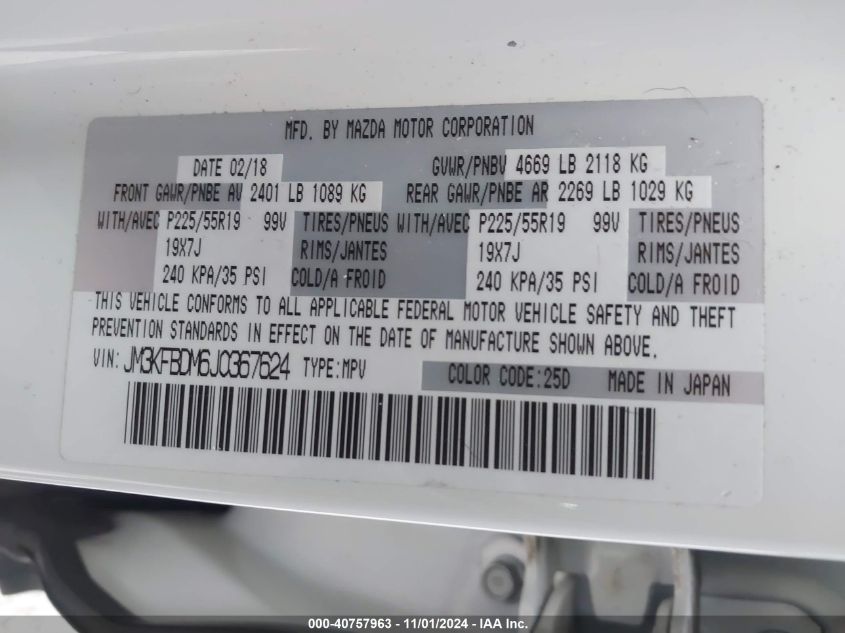 MFD. BY MAZDA MOTOR CORPORATION
DATE 02/18 GVWR/PNBV 4669 LB 2118 KG
FRONT GAWR/PNBE AV 2401 LB 1089 KG REAR GAWR/PNBE AR 2269 LB 1029 KG
WITH/AVEC P225/55R19 99V TIRES/PNEUS WITH/AVEC P225/55R19 99V TIRES/PNEUS
19X7J RIMS/JANTES 19X7J RIMS/JANTES
240 KPA/35 PSI COLD/A FROID 240 KPA/35 PSI COLD/A FROID
THIS VEHICLE CONFORMS TO ALL APPLICABLE FEDERAL MOTOR VEHICLE SAFETY AND THEFT
PREVENTION STANDARDS IN EFFECT ON THE DATE OF MANUFACTURE SHOWN ABOVE.
VIN: JM3KFBDM6J0367624 TYPE:MPV COLOR CODE:25D MADE IN JAPAN
000-40757963 - 11/01/2024 - IAA Inc.